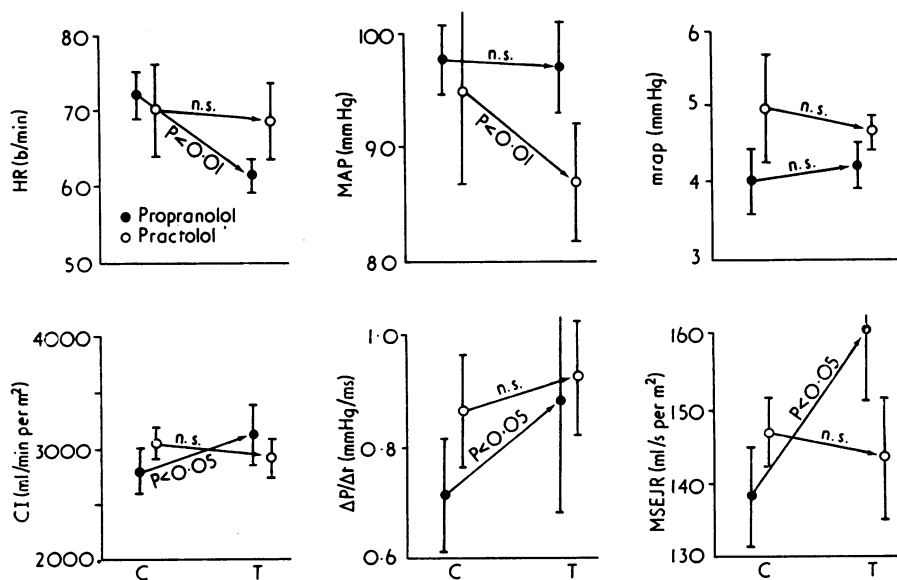 HR (b/min)
80
70
60
50
n.s.
P<0·01
Propranolol
Practolol
MAP (mmHg)
100
90
80
n.s.
P<0·01
mrap (mmHg)
6
5
4
3
n.s.
n.s.
CI (ml/min per m²)
4000
3000
2000
n.s.
P<0·05
C
T
ΔP/Δt (mmHg/ms)
1·0
0·8
0·6
n.s.
P<0·05
C
T
MSEJR (ml/s per m²)
160
150
140
130
P<0·05
n.s.
C
T